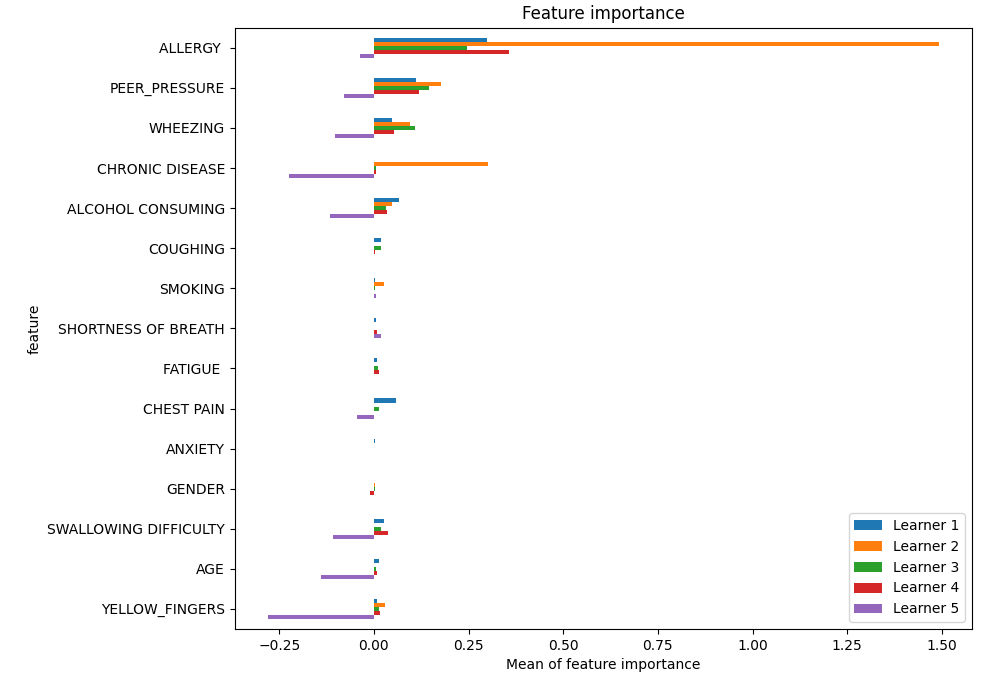 Feature importance
ALLERGY
PEER_PRESSURE
WHEEZING
CHRONIC DISEASE
ALCOHOL CONSUMING
COUGHING
SMOKING
SHORTNESS OF BREATH
FATIGUE
CHEST PAIN
ANXIETY
GENDER
SWALLOWING DIFFICULTY
AGE
YELLOW_FINGERS
feature
Learner 1
Learner 2
Learner 3
Learner 4
Learner 5
−0.25 0.00 0.25 0.50 0.75 1.00 1.25 1.50
Mean of feature importance